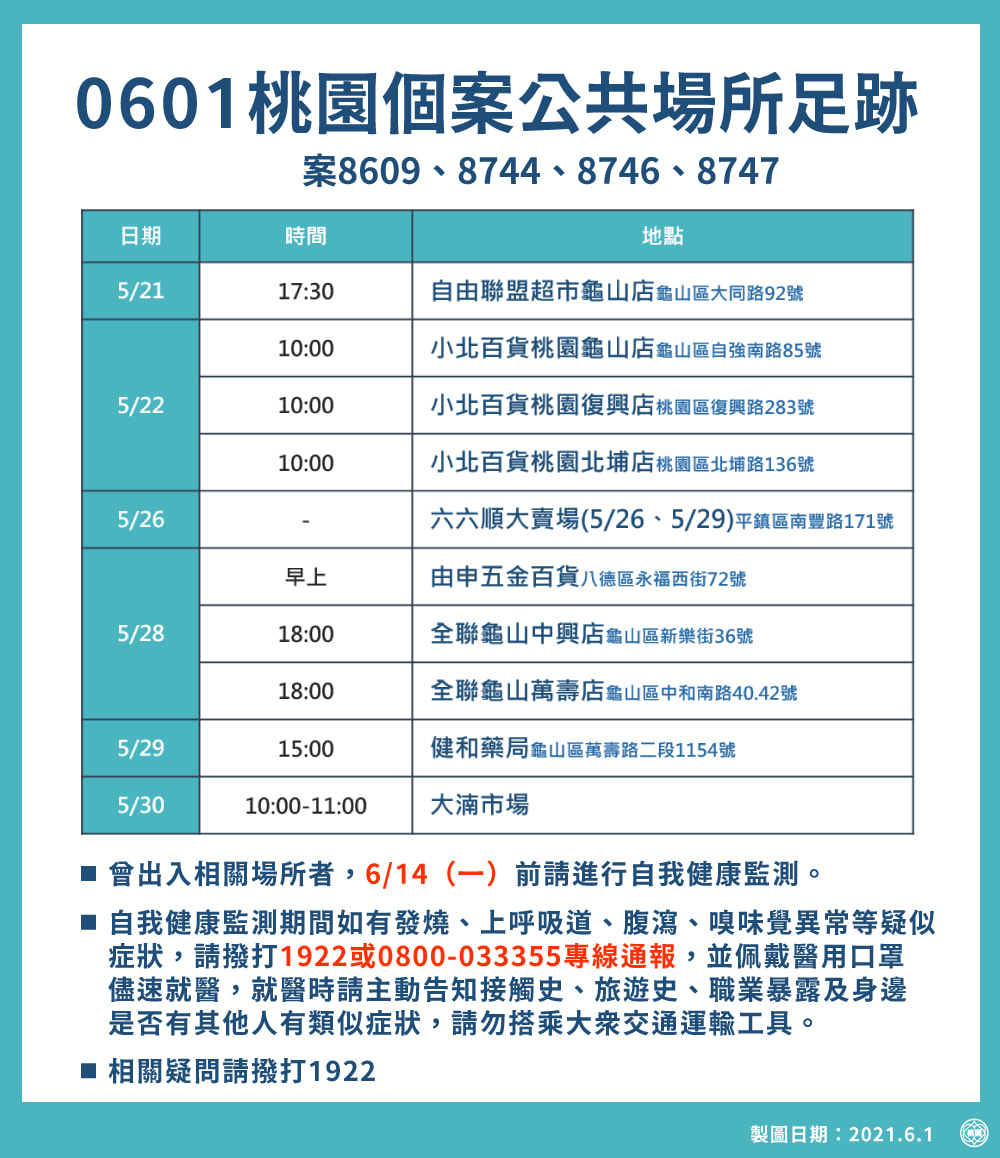 0601桃園個案公共場所足跡
案8609、8744、8746、8747
日期 時間 地點
5/21 17:30 自由聯盟超市龜山店龜山區大同路92號
10:00 小北百貨桃園龜山店龜山區自強南路85號
5/22 10:00 小北百貨桃園復興店桃園區復興路283號
10:00 小北百貨桃園北埔店桃園區北埔路136號
5/26 - 六六順大賣場(5/26、5/29)平鎮區南豐路171號
早上 由申五金百貨八德區永福西街72號
5/28 18:00 全聯龜山中興店龜山區新樂街36號
18:00 全聯龜山萬壽店龜山區中和南路40.42號
5/29 15:00 健和藥局龜山區萬壽路二段1154號
5/30 10:00-11:00 大湳市場
■ 曾出入相關場所者，6/14（一）前請進行自我健康監測。
■ 自我健康監測期間如有發燒、上呼吸道、腹瀉、嗅味覺異常等疑似
症狀，請撥打1922或0800-033355專線通報，並佩戴醫用口罩
儘速就醫，就醫時請主動告知接觸史、旅遊史、職業暴露及身邊
是否有其他人有類似症狀，請勿搭乘大眾交通運輸工具。
■ 相關疑問請撥打1922
製圖日期：2021.6.1
桃園